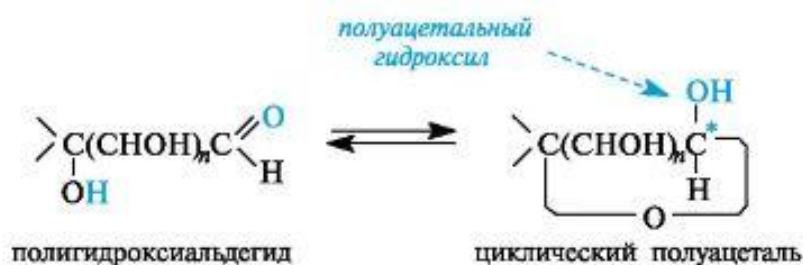 полуацетальный
гидроксил
OH
C(CHOH)nC
O
H
OH
C(CHOH)nC*
H
O
полигидроксиальдегид
циклический полуацеталь